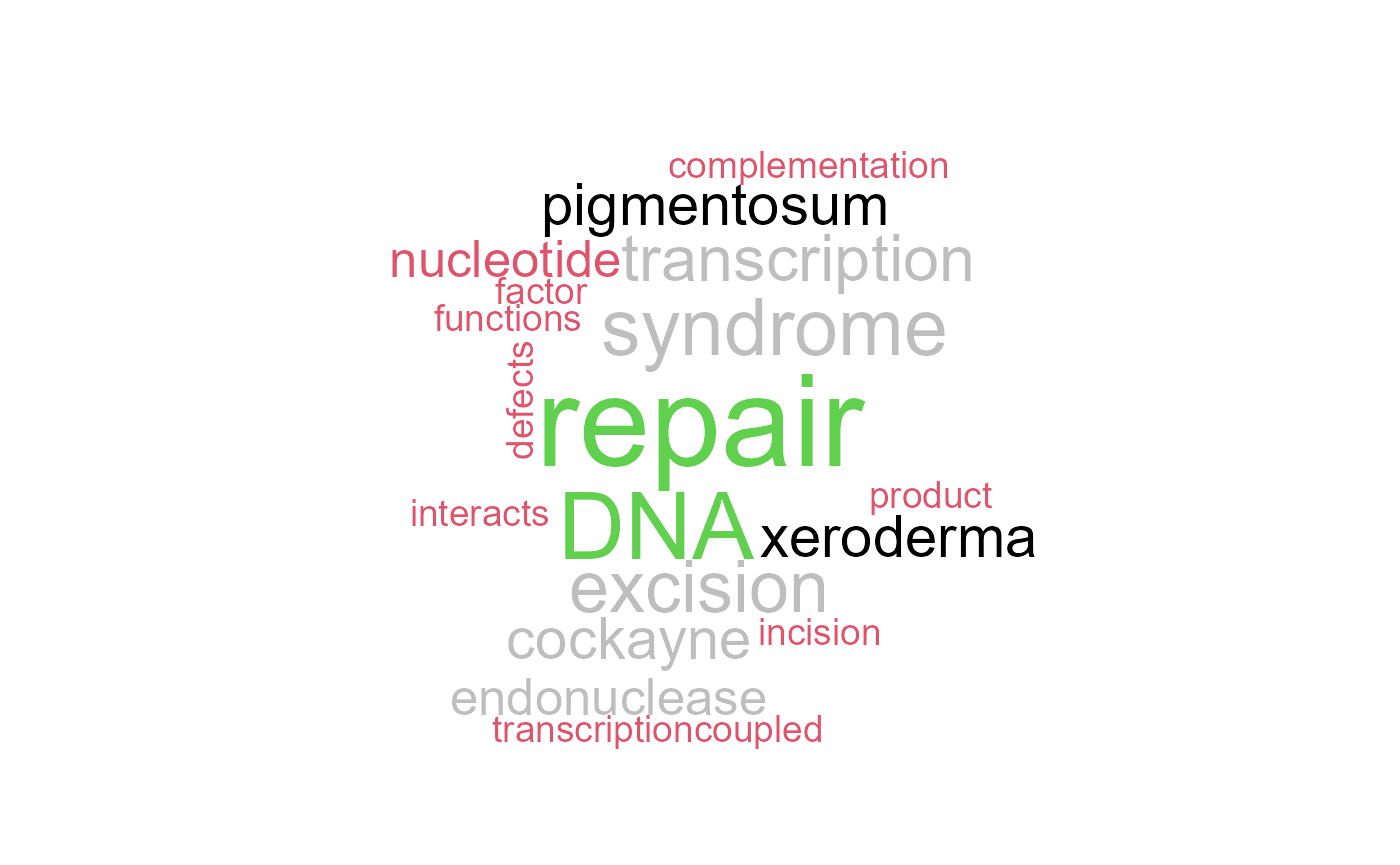 complementation
pigmentosum
nucleotide transcription
factor
functions syndrome
defects
repair
product
interacts DNA xeroderma
excision
cockayne incision
endonuclease
transcriptioncoupled